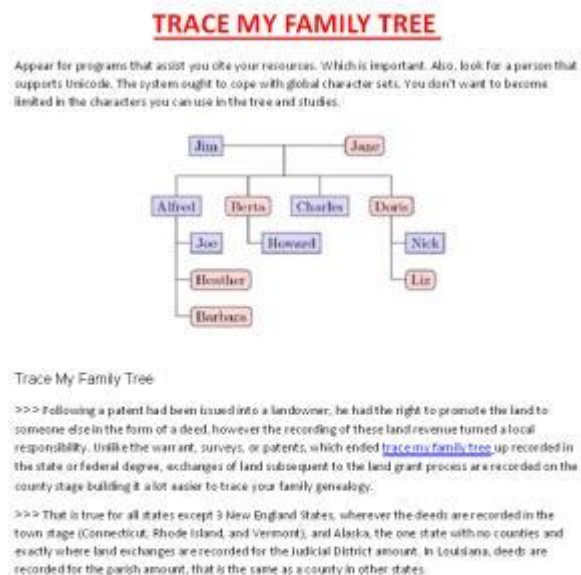 TRACE MY FAMILY TREE
Appear for programs that assist you cite your resources. Which is important. Also, look for a person that
supports Unicode. The system ought to cope with global character sets. You don't want to become
limited in the characters you can use in the tree and studies.
Jim Jane
Alfred Berta Charles Doris
Joe Howard Nick
Heather Liz
Barbara
Trace My Family Tree
>>> Following a patent had been issued into a landowner, he had the right to promote the land to
someone else in the form of a deed, however the recording of these land revenue turned a local
responsibility. Unlike the warrant, surveys, or patents, which ended trace my family tree up recorded in
the state or federal degree, exchanges of land subsequent to the land grant process are recorded on the
county stage building it a lot easier to trace your family genealogy.
>>> That is true for all states except 3 New England States, wherever the deeds are recorded in the
town stage (Connecticut, Rhode Island, and Vermont), and Alaska, the one state with no counties and
exactly where land exchanges are recorded for the Judicial District amount. In Louisiana, deeds are
recorded for the parish amount, that is the same as a county in other states.